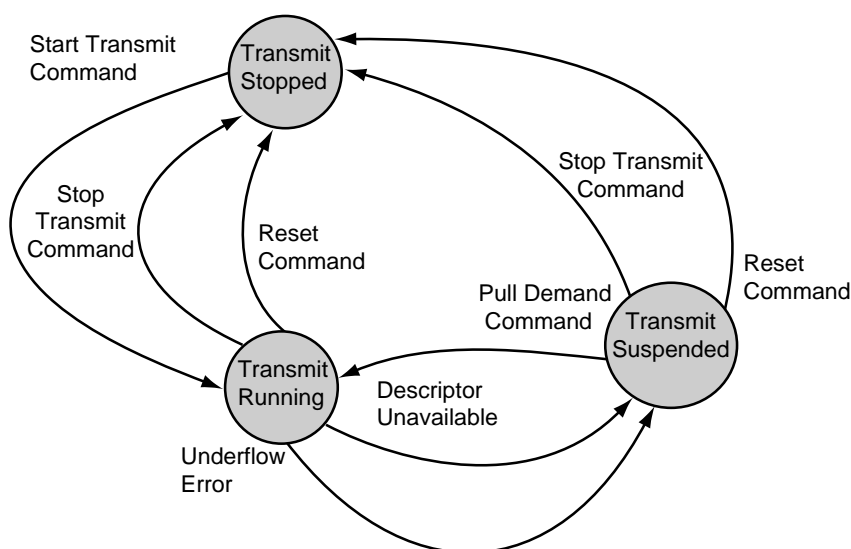 Start Transmit
Command
Transmit
Stopped
Stop
Transmit
Command
Reset
Command
Stop Transmit
Command
Reset
Command
Pull Demand
Command
Transmit
Suspended
Transmit
Running
Descriptor
Unavailable
Underflow
Error